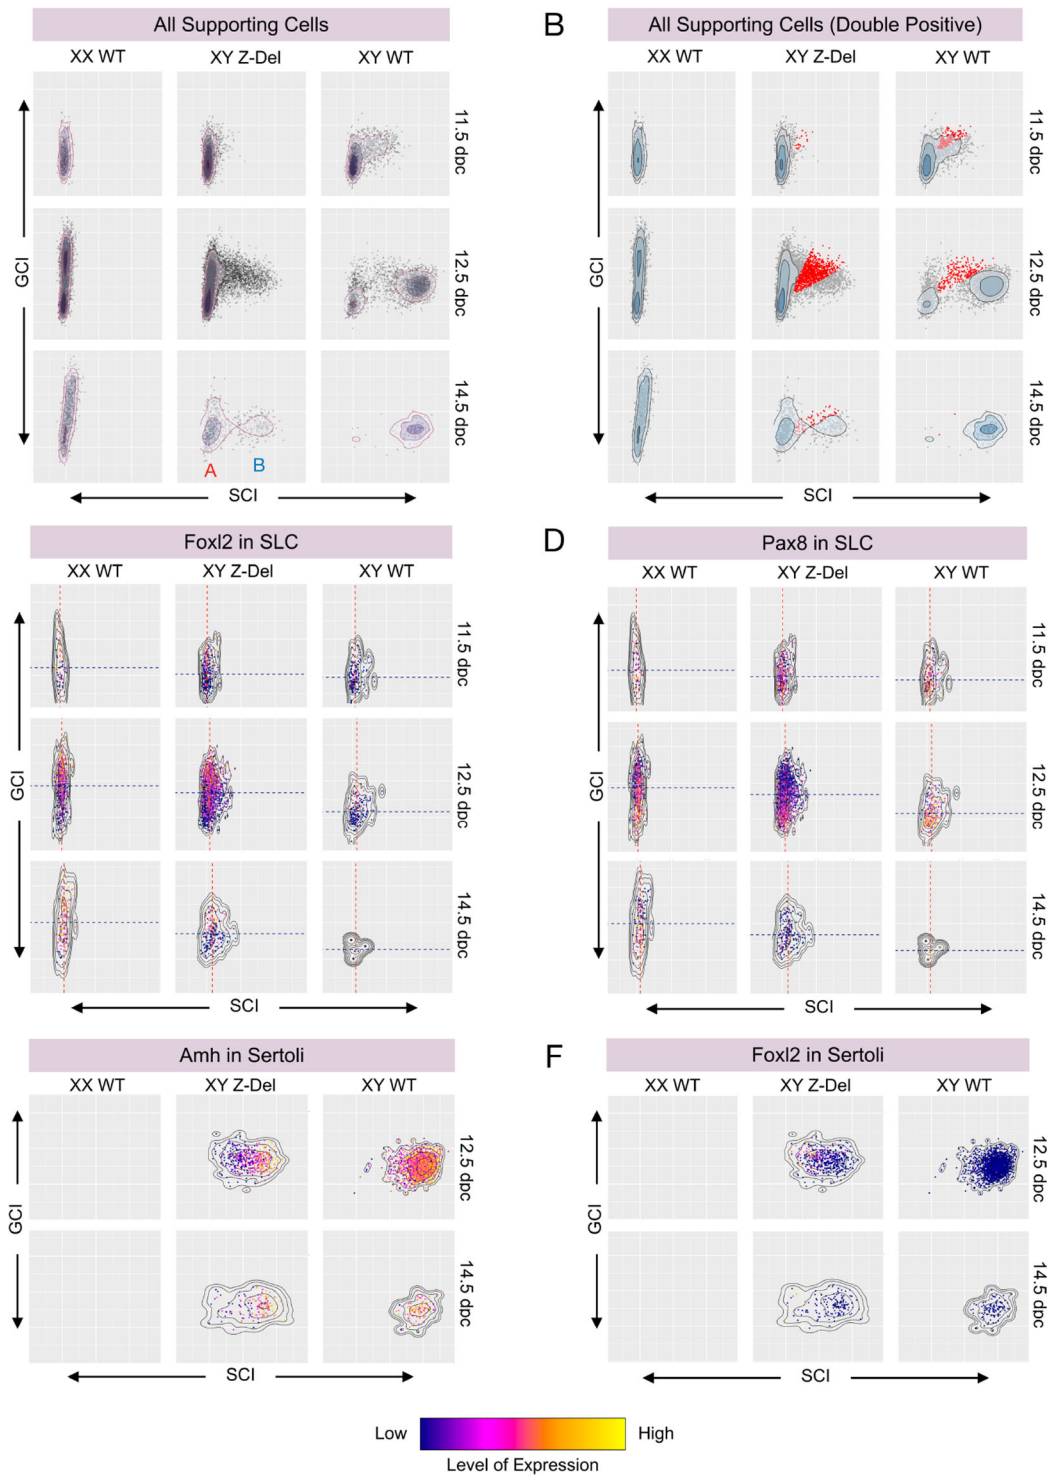 All Supporting Cells
XX WT
XY Z-Del
XY WT
11.5 dpc
12.5 dpc
14.5 dpc
GCI
A
B
SCI
B
All Supporting Cells (Double Positive)
XX WT
XY Z-Del
XY WT
11.5 dpc
12.5 dpc
14.5 dpc
GCI
SCI
Foxl2 in SLC
XX WT
XY Z-Del
XY WT
11.5 dpc
12.5 dpc
14.5 dpc
GCI
SCI
D
Pax8 in SLC
XX WT
XY Z-Del
XY WT
11.5 dpc
12.5 dpc
14.5 dpc
GCI
SCI
Amh in Sertoli
XX WT
XY Z-Del
XY WT
12.5 dpc
14.5 dpc
GCI
SCI
F
Foxl2 in Sertoli
XX WT
XY Z-Del
XY WT
12.5 dpc
14.5 dpc
GCI
SCI
Low
High
Level of Expression